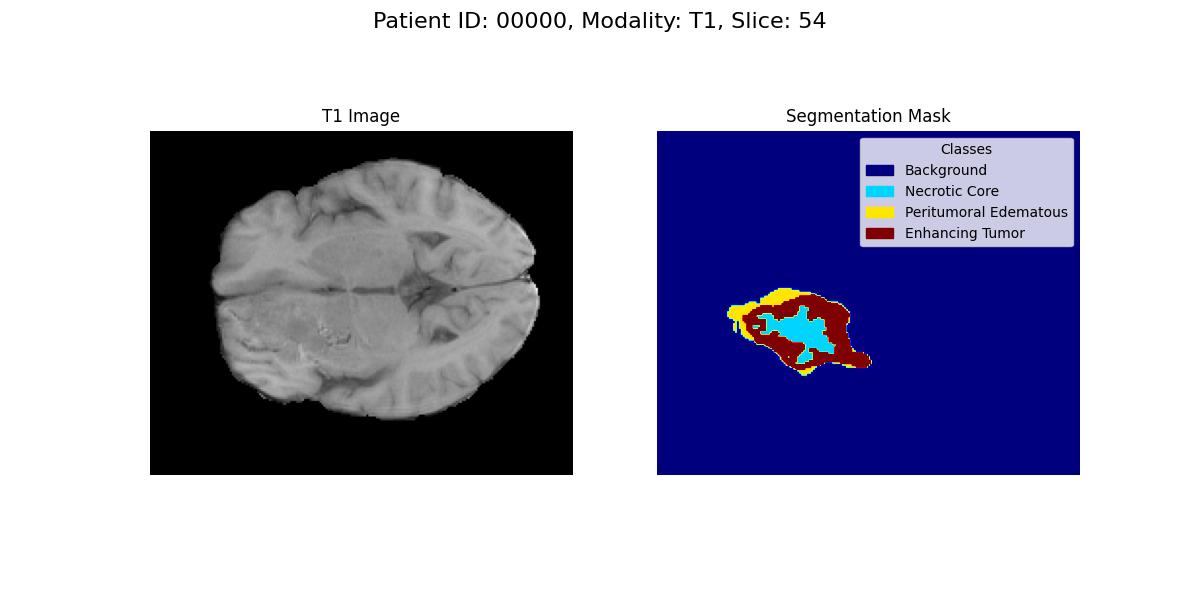 Patient ID: 00000, Modality: T1, Slice: 54
T1 Image
Segmentation Mask
Classes
Background
Necrotic Core
Peritumoral Edematous
Enhancing Tumor